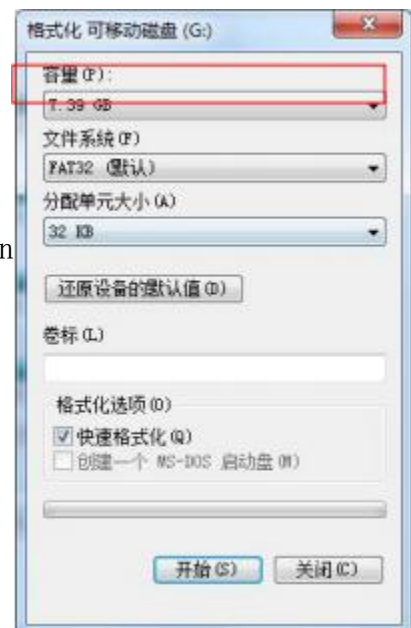 格式化 可移动磁盘 (G:)
容量(P):
7.39 GB
文件系统(F)
FAT32 (默认)
分配单元大小(A)
32 KB
n
还原设备的默认值(D)
卷标(L)
格式化选项(O)
快速格式化(Q)
创建一个 MS-DOS 启动盘(M)
开始(S) 关闭(C)